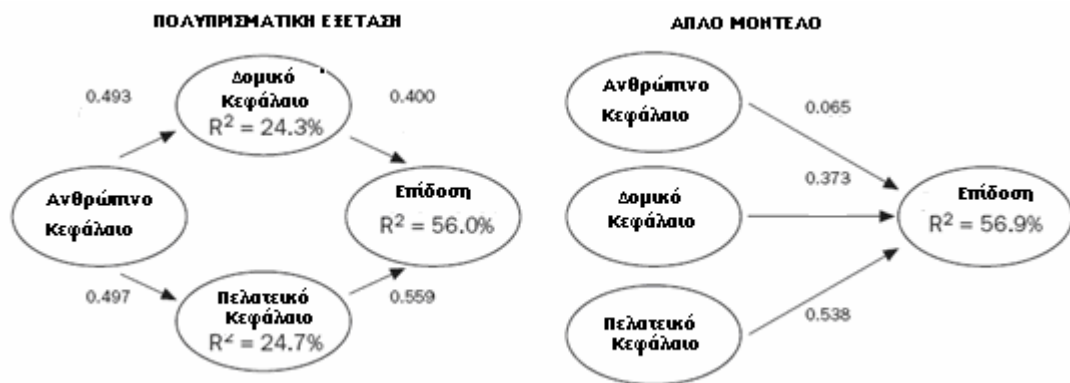 ΠΟΛΥΠΡΙΣΜΑΤΙΚΗ ΕΞΕΤΑΣΗ
Δομικό
Κεφάλαιο
R² = 24.3%
0.493
0.400
Ανθρώπινο
Κεφάλαιο
Επίδοση
R² = 56.0%
0.497
0.559
Πελατειικό
Κεφάλαιο
R² = 24.7%
ΑΠΛΟ ΜΟΝΤΕΛΟ
Ανθρώπινο
Κεφάλαιο
0.065
Δομικό
Κεφάλαιο
0.373
Επίδοση
R² = 56.9%
Πελατειικό
Κεφάλαιο
0.538